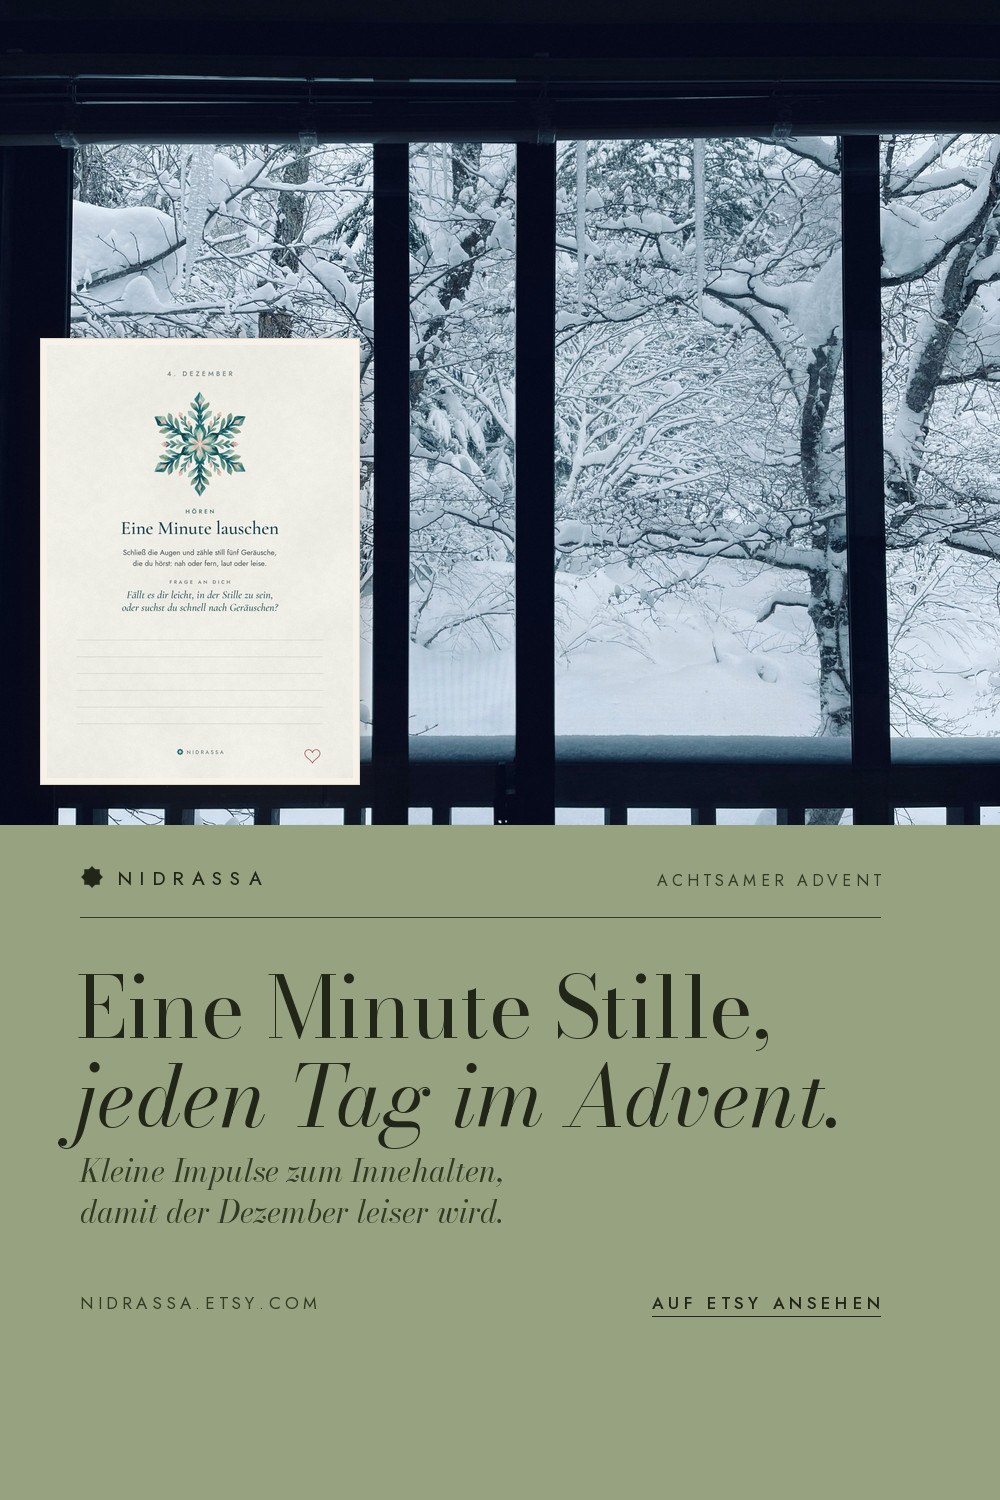 4. DEZEMBER
HÖREN
Eine Minute lauschen
Schließ die Augen und zähle still fünf Geräusche,
die du hörst: nah oder fern, laut oder leise.
FRAGE AN DICH
Fällt es dir leicht, in der Stille zu sein,
oder suchst du schnell nach Geräuschen?
NIDRASSA
NIDRASSA
ACHTSAMER ADVENT
Eine Minute Stille,
jeden Tag im Advent.
Kleine Impulse zum Innehalten,
damit der Dezember leiser wird.
NIDRASSA.ETSY.COM
AUF ETSY ANSEHEN